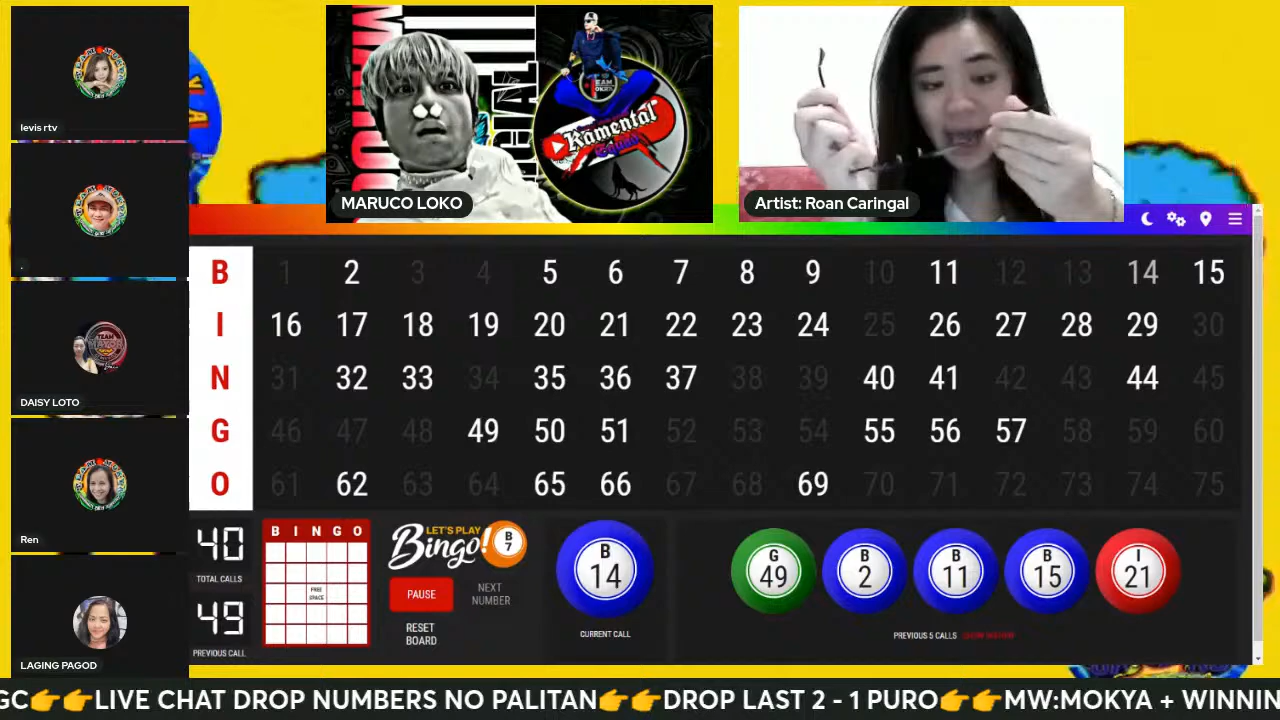 levis rtv
.
DAISY LOTO
Ren
LAGING PAGOD
MARUCO LOKO
Kamental
Artist: Roan Caringal
B 1 2 3 4 5 6 7 8 9 10 11 12 13 14 15
I 16 17 18 19 20 21 22 23 24 25 26 27 28 29 30
N 31 32 33 34 35 36 37 38 39 40 41 42 43 44 45
G 46 47 48 49 50 51 52 53 54 55 56 57 58 59 60
O 61 62 63 64 65 66 67 68 69 70 71 72 73 74 75
40
TOTAL CALLS
49
PREVIOUS CALL
B I N G O
FREE
SPACE
LET'S PLAY
Bingo!
B
7
PAUSE
NEXT
NUMBER
RESET
BOARD
B
14
CURRENT CALL
G
49
B
2
B
11
B
15
I
21
PREVIOUS 5 CALLS
GC👉👉LIVE CHAT DROP NUMBERS NO PALITAN👉👉DROP LAST 2 - 1 PURO👉👉MW:MOKYA + WINNIN